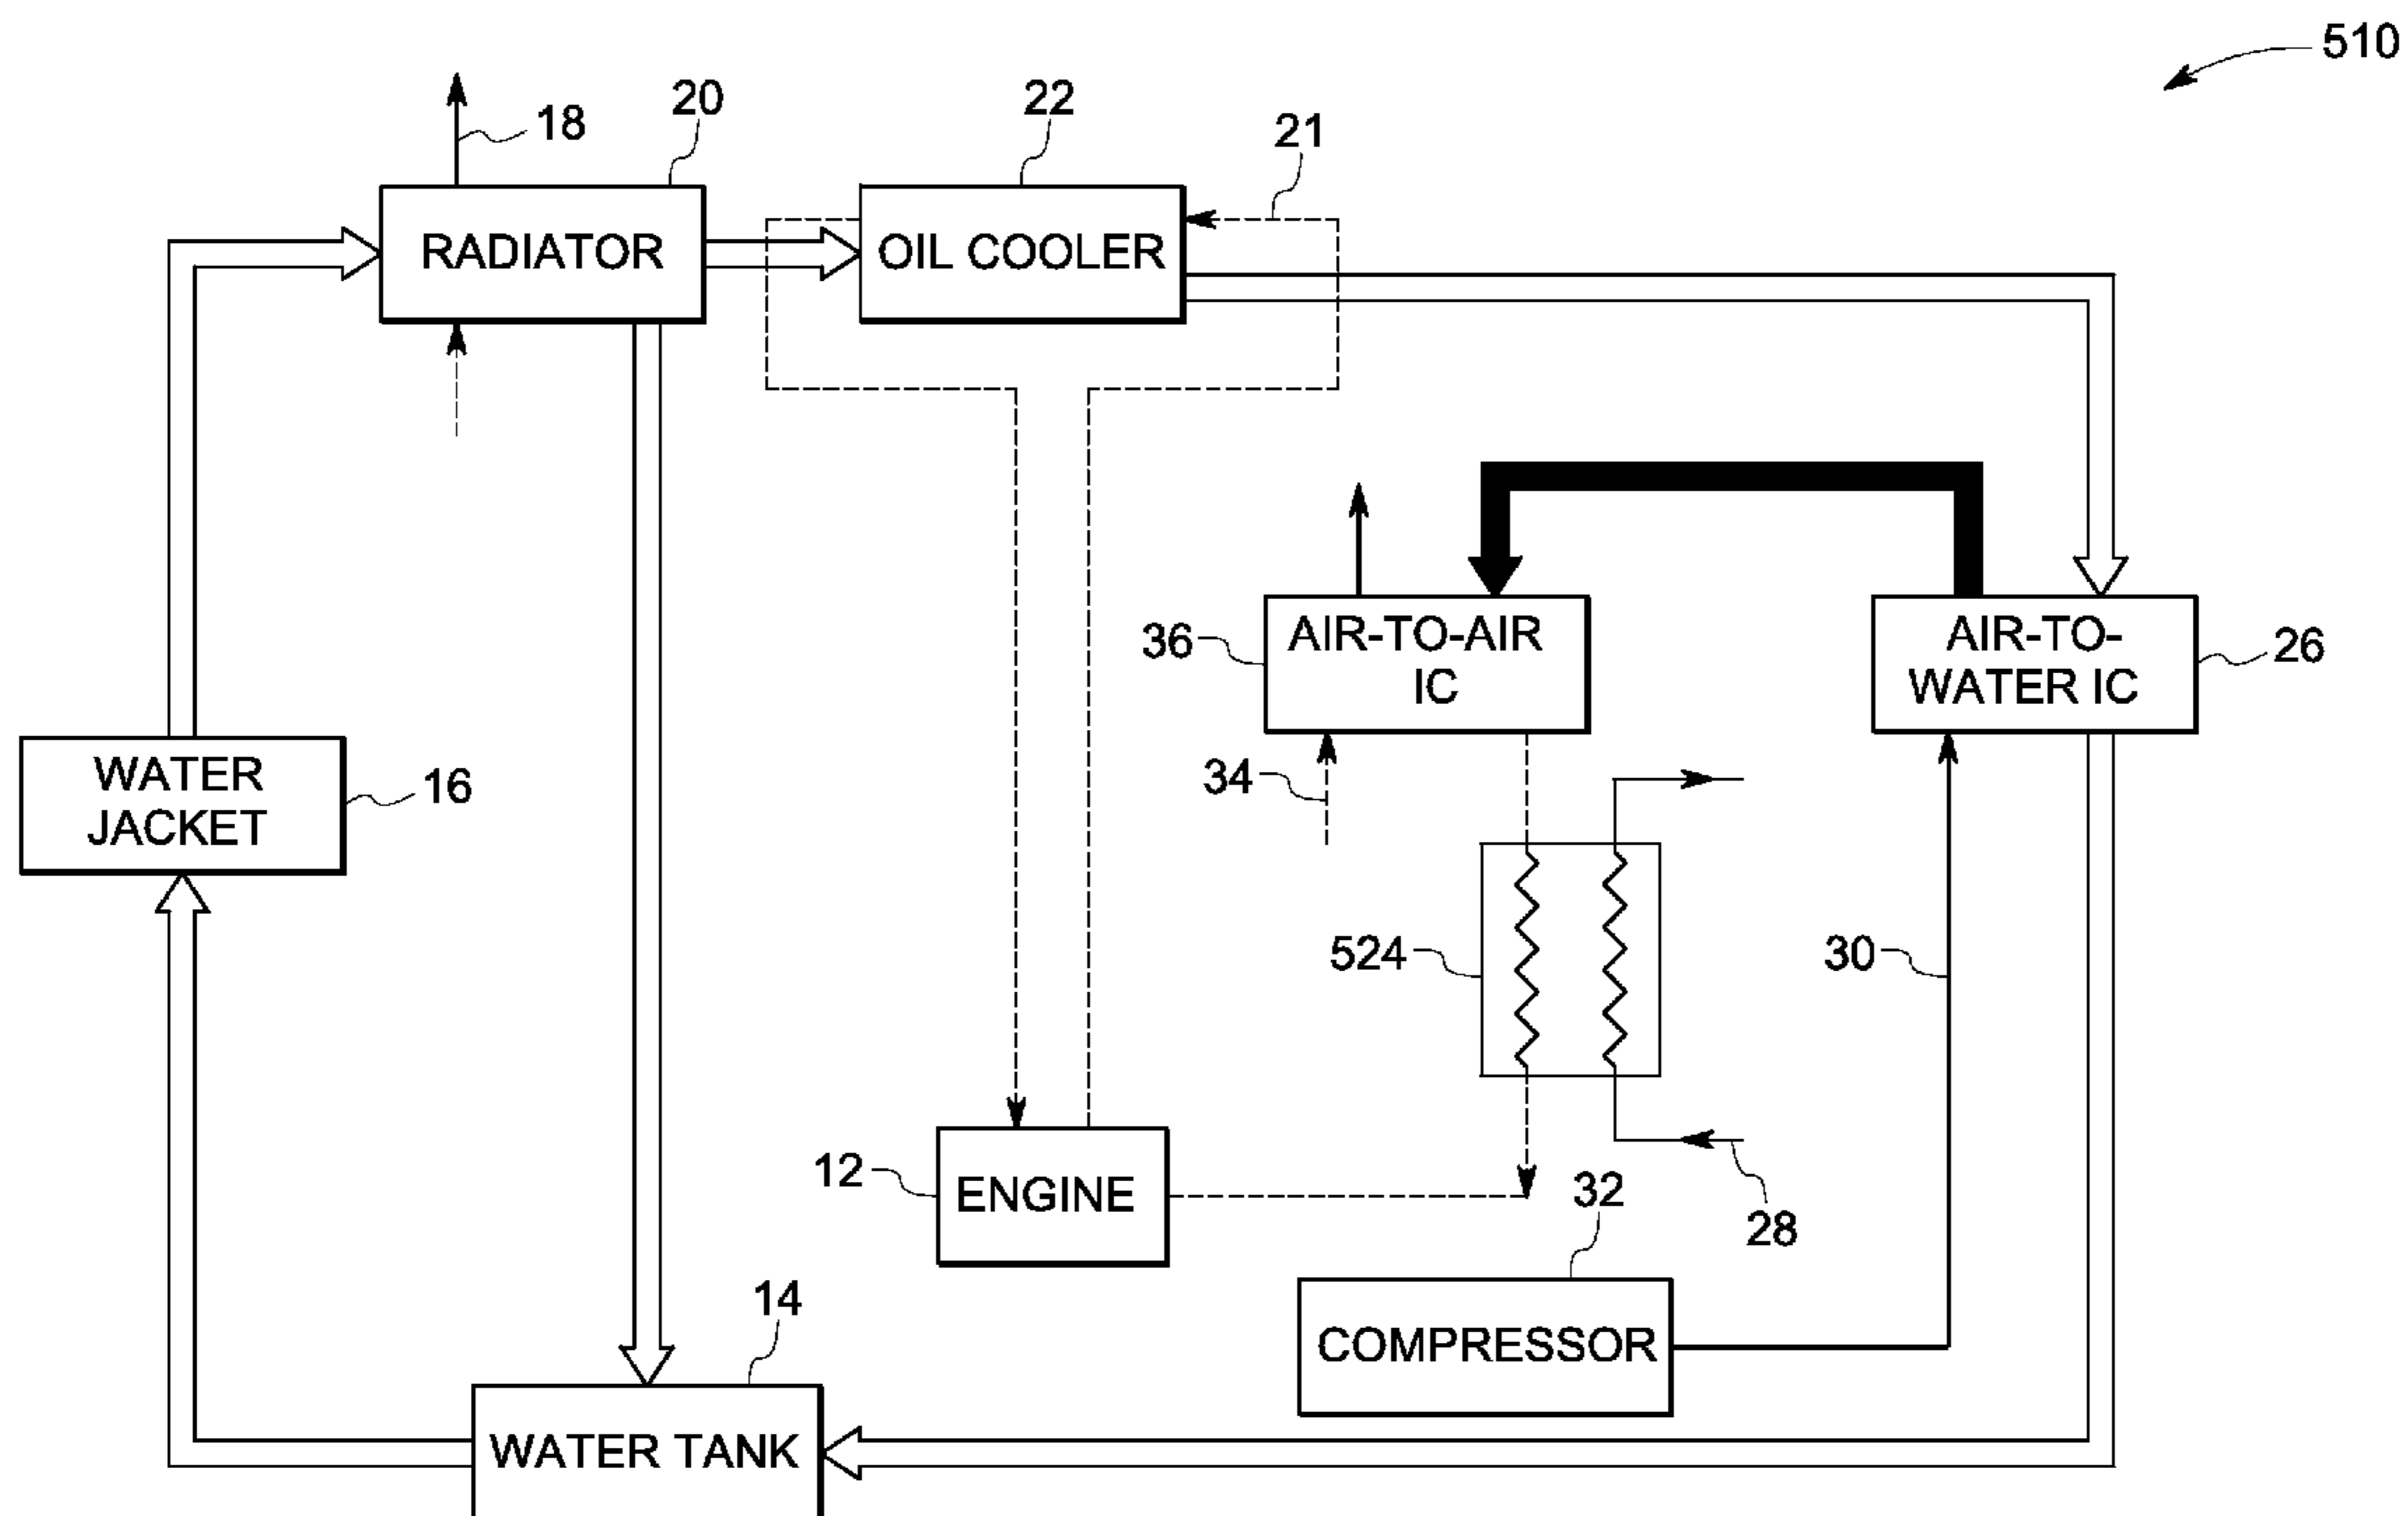 510
18
20
22
21
RADIATOR
OIL COOLER
36
AIR-TO-AIR
IC
AIR-TO-
WATER IC
26
WATER
JACKET
16
34
524
30
12
ENGINE
32
28
14
COMPRESSOR
WATER TANK